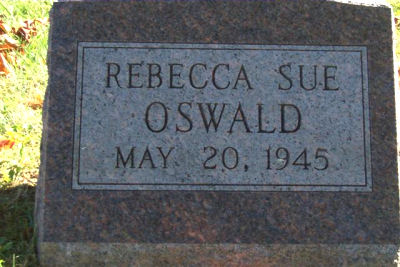 REBECCA SUE
OSWALD
MAY 20, 1945